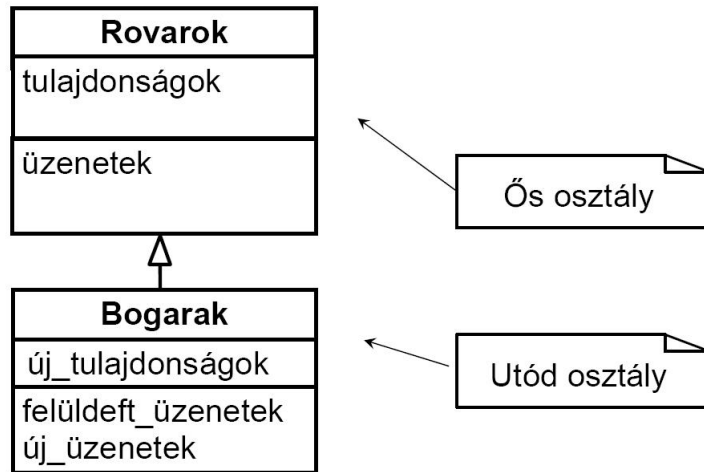 Rovarok
tulajdonságok
üzenetek
Ős osztály
Bogarak
új_tulajdonságok
felüldeft_üzenetek
új_üzenetek
Utód osztály